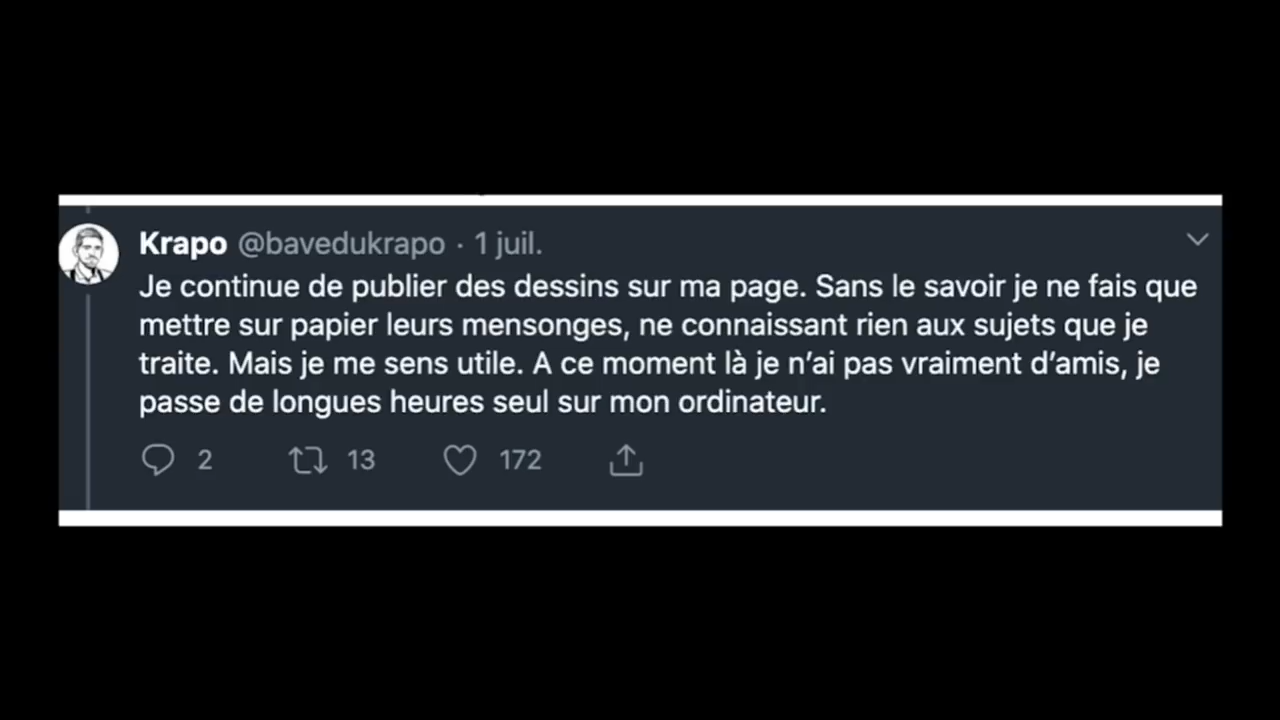 Krapo @bavedukrapo · 1 juil.
Je continue de publier des dessins sur ma page. Sans le savoir je ne fais que
mettre sur papier leurs mensonges, ne connaissant rien aux sujets que je
traite. Mais je me sens utile. A ce moment là je n’ai pas vraiment d’amis, je
passe de longues heures seul sur mon ordinateur.
2 13 172